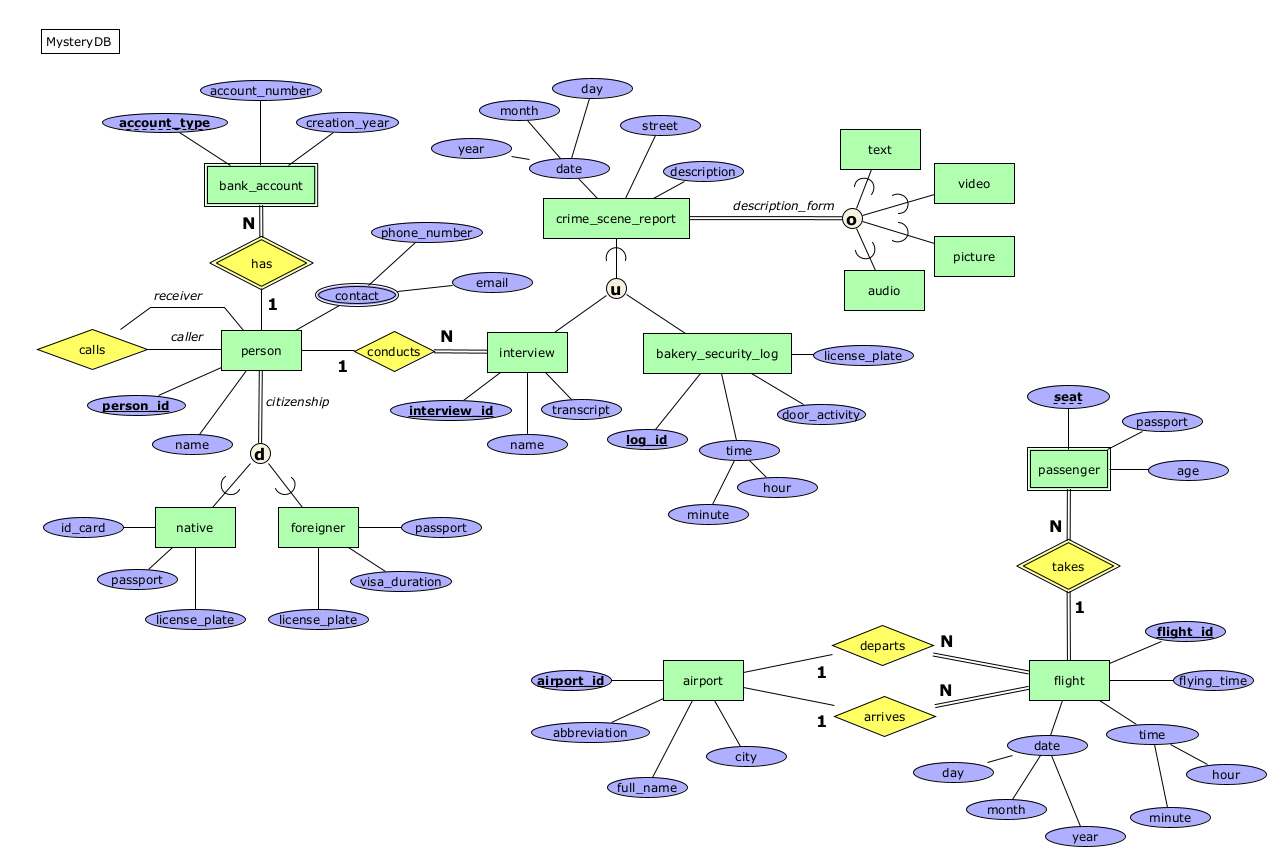 MysteryDB
account_number
account_type
creation_year
bank_account
N
has
1
phone_number
email
contact
receiver
caller
calls
person
person_id
name
citizenship
d
native
foreigner
id_card
passport
license_plate
passport
visa_duration
license_plate
1
conducts
N
day
month
year
date
street
description
crime_scene_report
description_form
o
text
video
picture
audio
u
interview
interview_id
name
transcript
bakery_security_log
license_plate
door_activity
log_id
time
hour
minute
seat
passport
passenger
age
N
takes
1
departs
N
1
arrives
N
1
airport
airport_id
abbreviation
full_name
city
flight
flight_id
flying_time
date
day
month
year
time
hour
minute